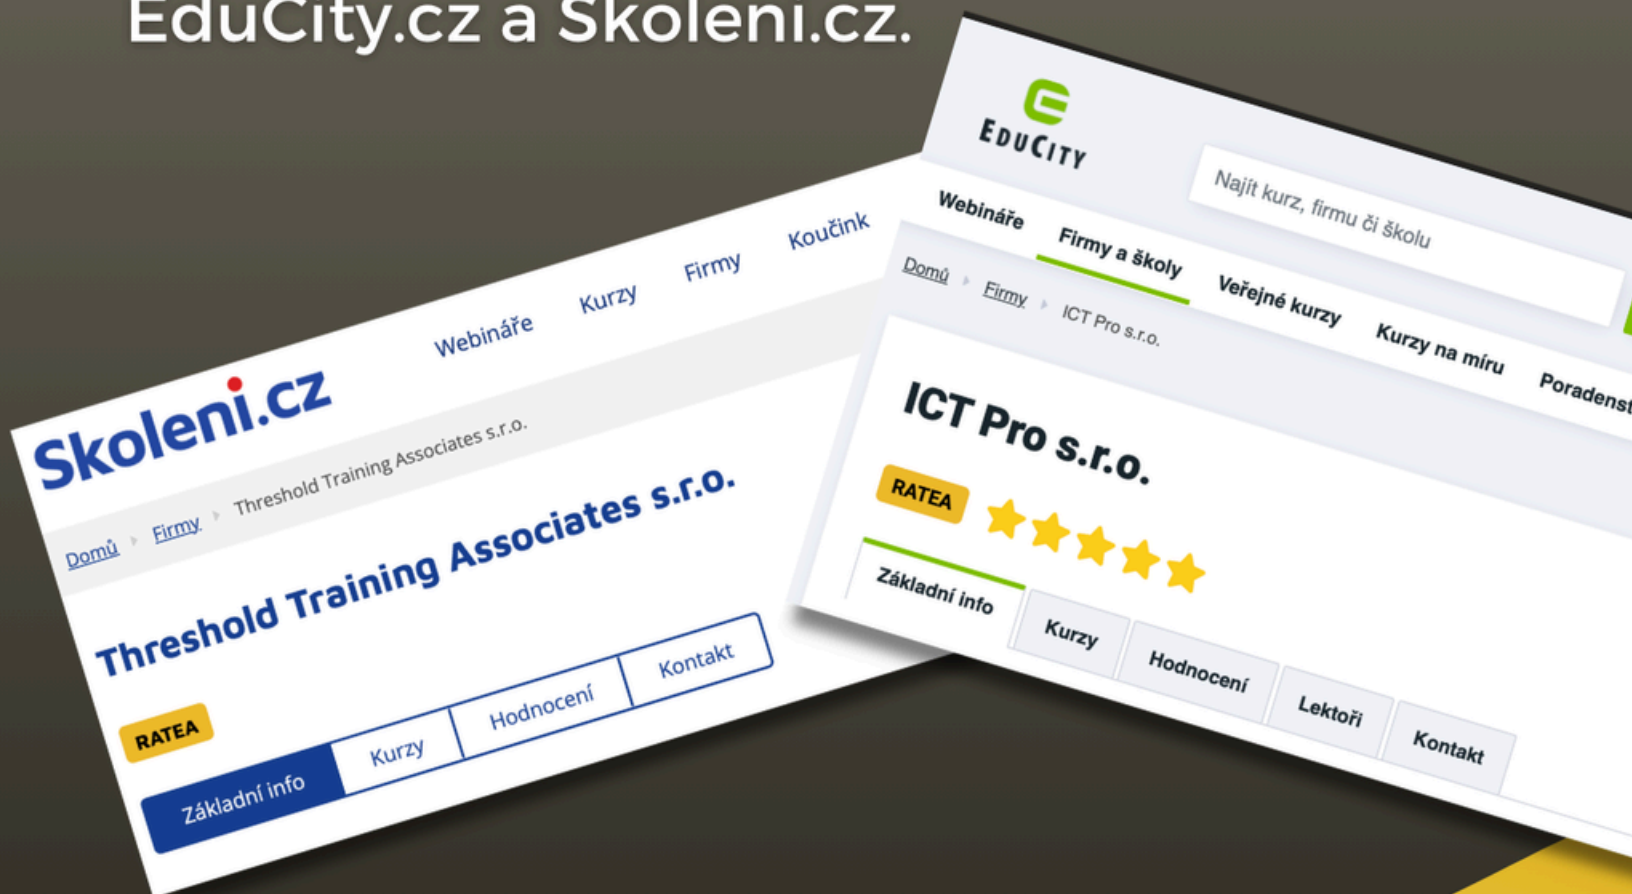 EduCity.cz a Skoleni.cz.
Skoleni.cz
Webináře
Kurzy
Firmy
Koučink
Domů
Firmy
Threshold Training Associates s.r.o.
Threshold Training Associates s.r.o.
RATEA
Základní info
Kurzy
Hodnocení
Kontakt
EDUCITY
Najít kurz, firmu či školu
Webináře
Firmy a školy
Veřejné kurzy
Kurzy na míru
Poradenst
Domů
Firmy
ICT Pro s.r.o.
ICT Pro s.r.o.
RATEA
Základní info
Kurzy
Hodnocení
Lektoři
Kontakt